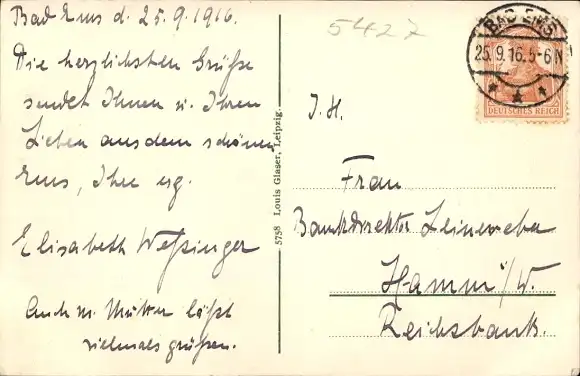 Bad Ems d. 25.9.1916.
Die herzlichsten Grüße
sendet Ihnen u. Ihren
Lieben aus dem schönen
Ems, Ihre erg.
Elisabeth
Auch m. Mutter läßt
vielmals grüßen.
5758 Louis Glaser, Leipzig.
5427
BAD EMS
25.9.16.5-6N
DEUTSCHES REICH
I. H.
Frau
Bankdirektor Leineweber
Hamm i/W.
Reichsbank.